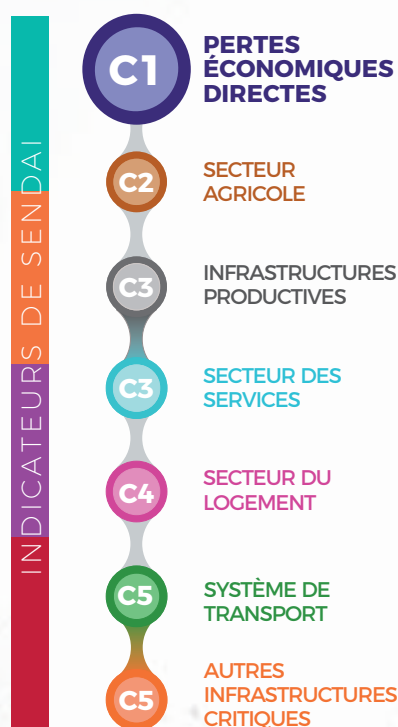 INDICATEURS DE SENDAI
C1
PERTES
ÉCONOMIQUES
DIRECTES
C2
SECTEUR
AGRICOLE
C3
INFRASTRUCTURES
PRODUCTIVES
C3
SECTEUR DES
SERVICES
C4
SECTEUR DU
LOGEMENT
C5
SYSTÈME DE
TRANSPORT
C5
AUTRES
INFRASTRUCTURES
CRITIQUES